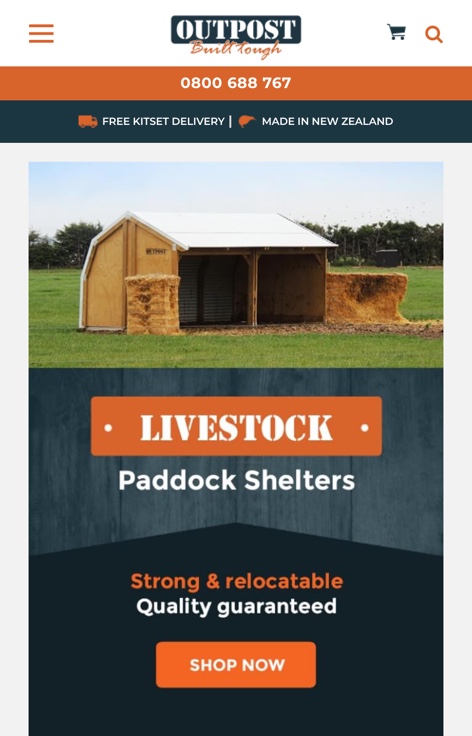 OUTPOST
Built Tough
0800 688 767
FREE KITSET DELIVERY | MADE IN NEW ZEALAND
OUTPOST
LIVESTOCK
Paddock Shelters
Strong & relocatable
Quality guaranteed
SHOP NOW